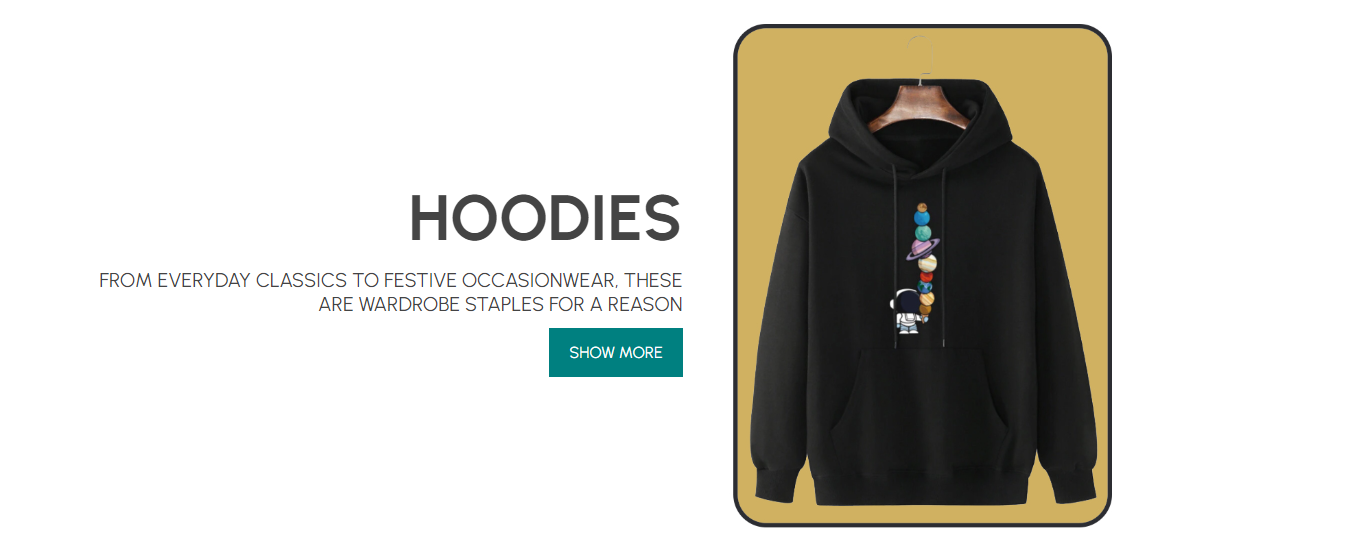 HOODIES
FROM EVERYDAY CLASSICS TO FESTIVE OCCASIONWEAR, THESE
ARE WARDROBE STAPLES FOR A REASON
SHOW MORE